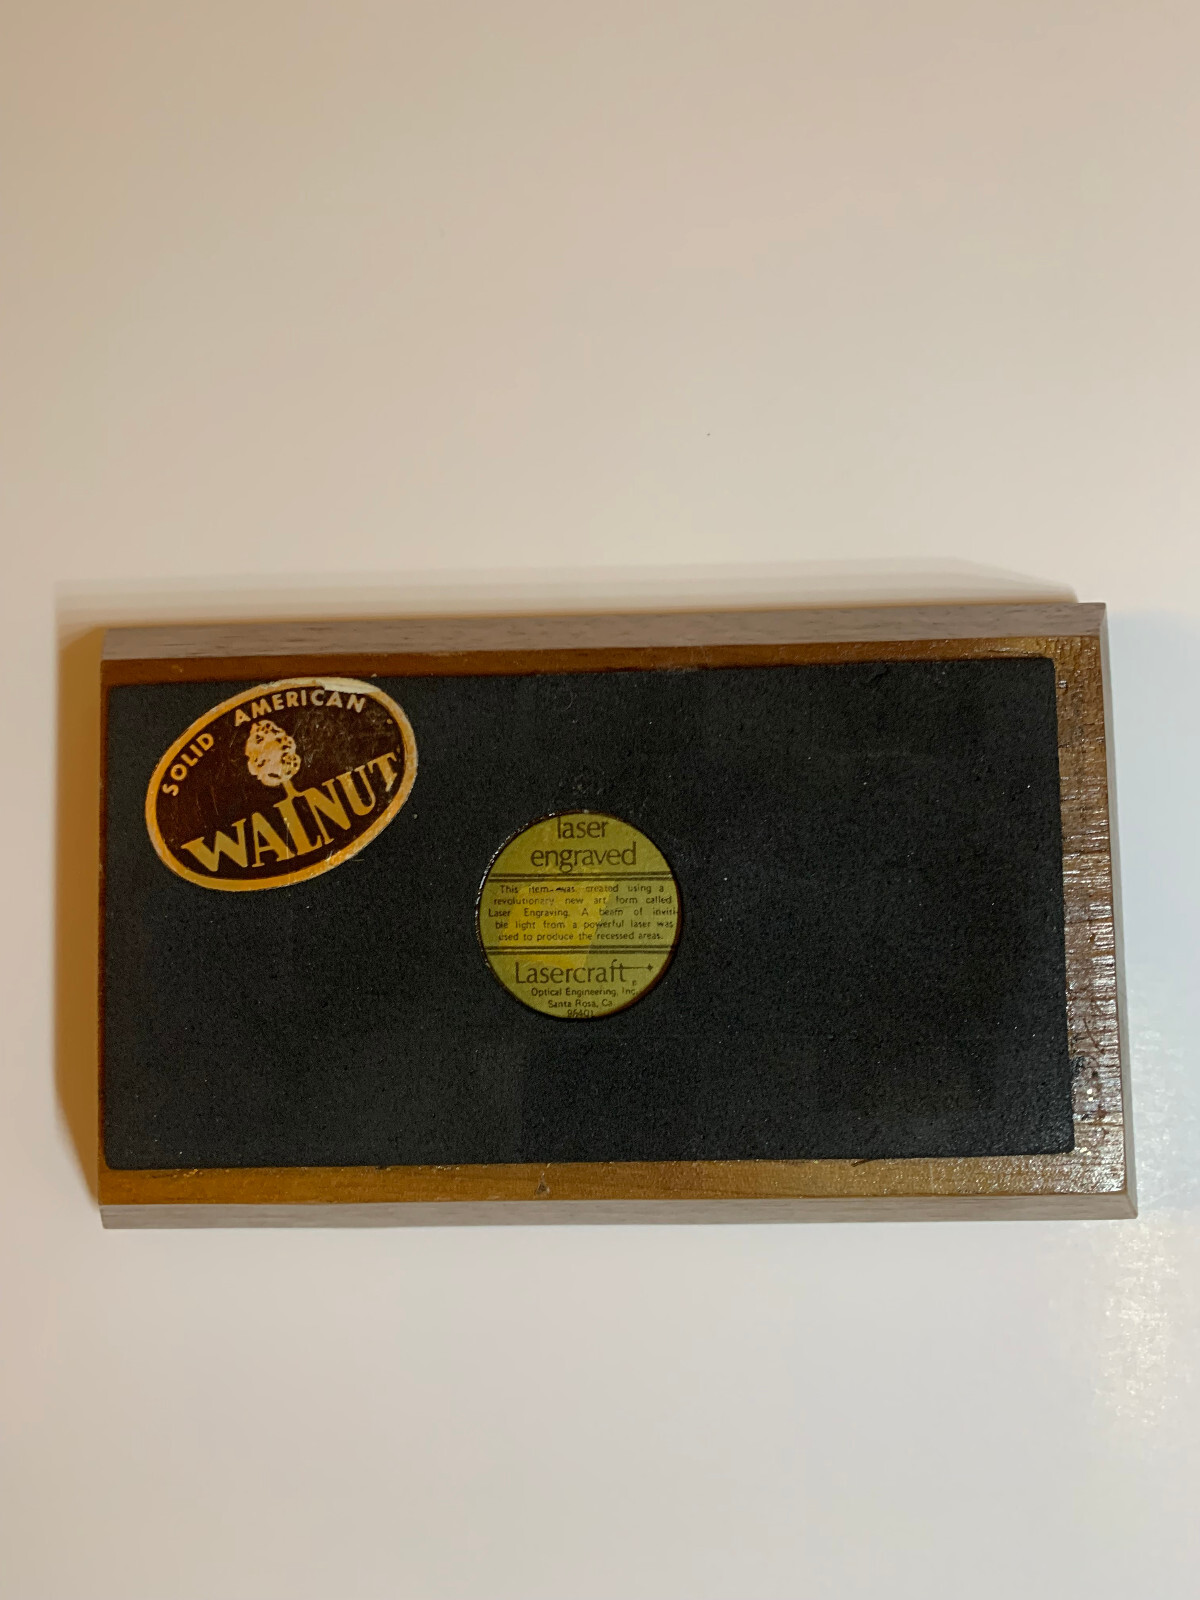 SOLID AMERICAN
WALNUT
laser
engraved
This item was created using a
revolutionary new art form called
Laser Engraving. A beam of invisi-
ble light from a powerful laser was
used to produce the recessed areas.
Lasercraft
Optical Engineering, Inc.
Santa Rosa, Ca.
95401